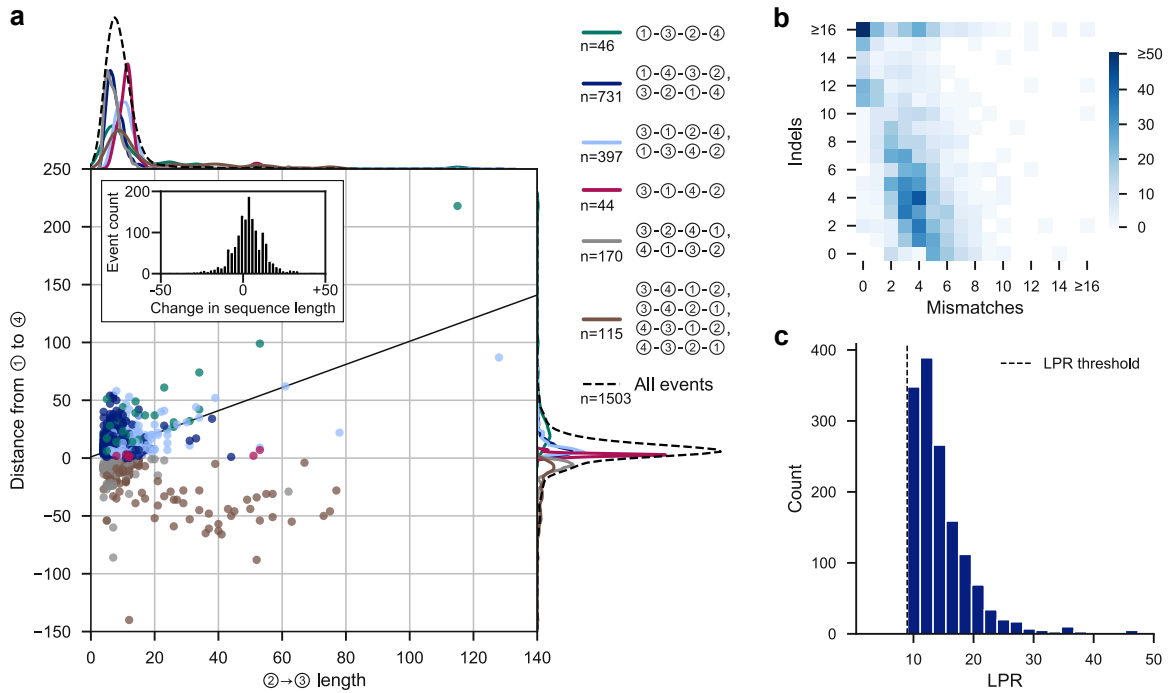 a
①-③-②-④
n=46
①-④-③-②,
③-②-①-④
n=731
③-①-②-④,
①-③-④-②
n=397
③-①-④-②
n=44
③-②-④-①,
④-①-③-②
n=170
③-④-①-②,
③-④-②-①,
④-③-①-②,
④-③-②-①
n=115
All events
n=1503
250
200
150
100
50
0
−50
−100
−150
Distance from ① to ④
0 20 40 60 80 100 120 140
②→③ length
200
100
0
Event count
-50 0 +50
Change in sequence length
b
≥16
14
12
10
8
6
4
2
0
Indels
0 2 4 6 8 10 12 14 ≥16
Mismatches
≥50
40
30
20
10
0
c
400
300
200
100
0
Count
LPR threshold
10 20 30 40 50
LPR